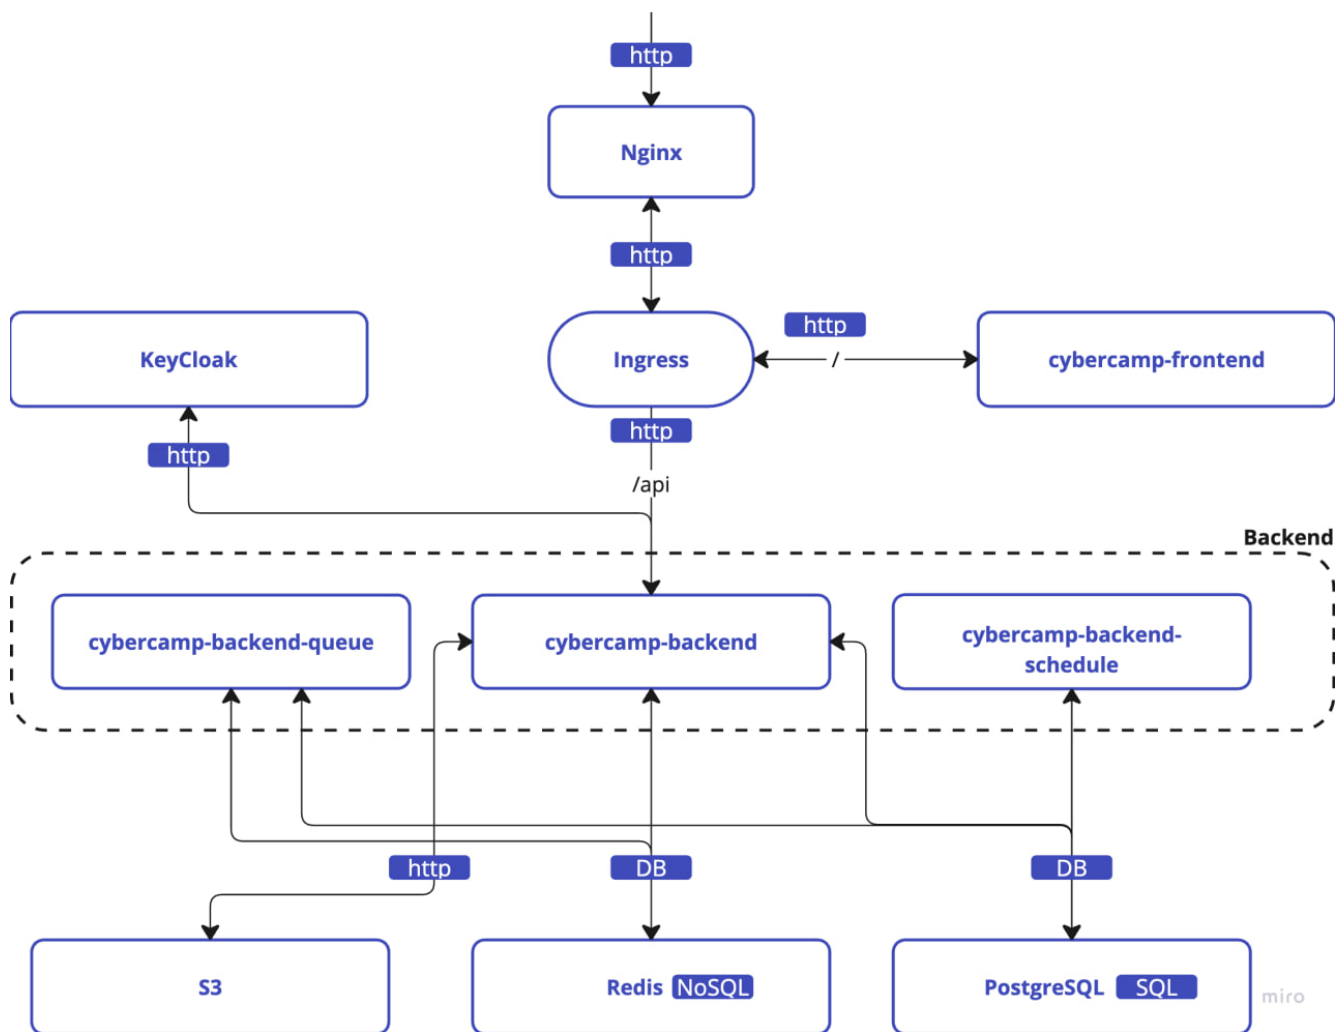 http
Nginx
http
http
KeyCloak
Ingress
/
cybercamp-frontend
http
http
/api
Backend
cybercamp-backend-queue
cybercamp-backend
cybercamp-backend-
schedule
http
DB
DB
S3
Redis NoSQL
PostgreSQL SQL
miro